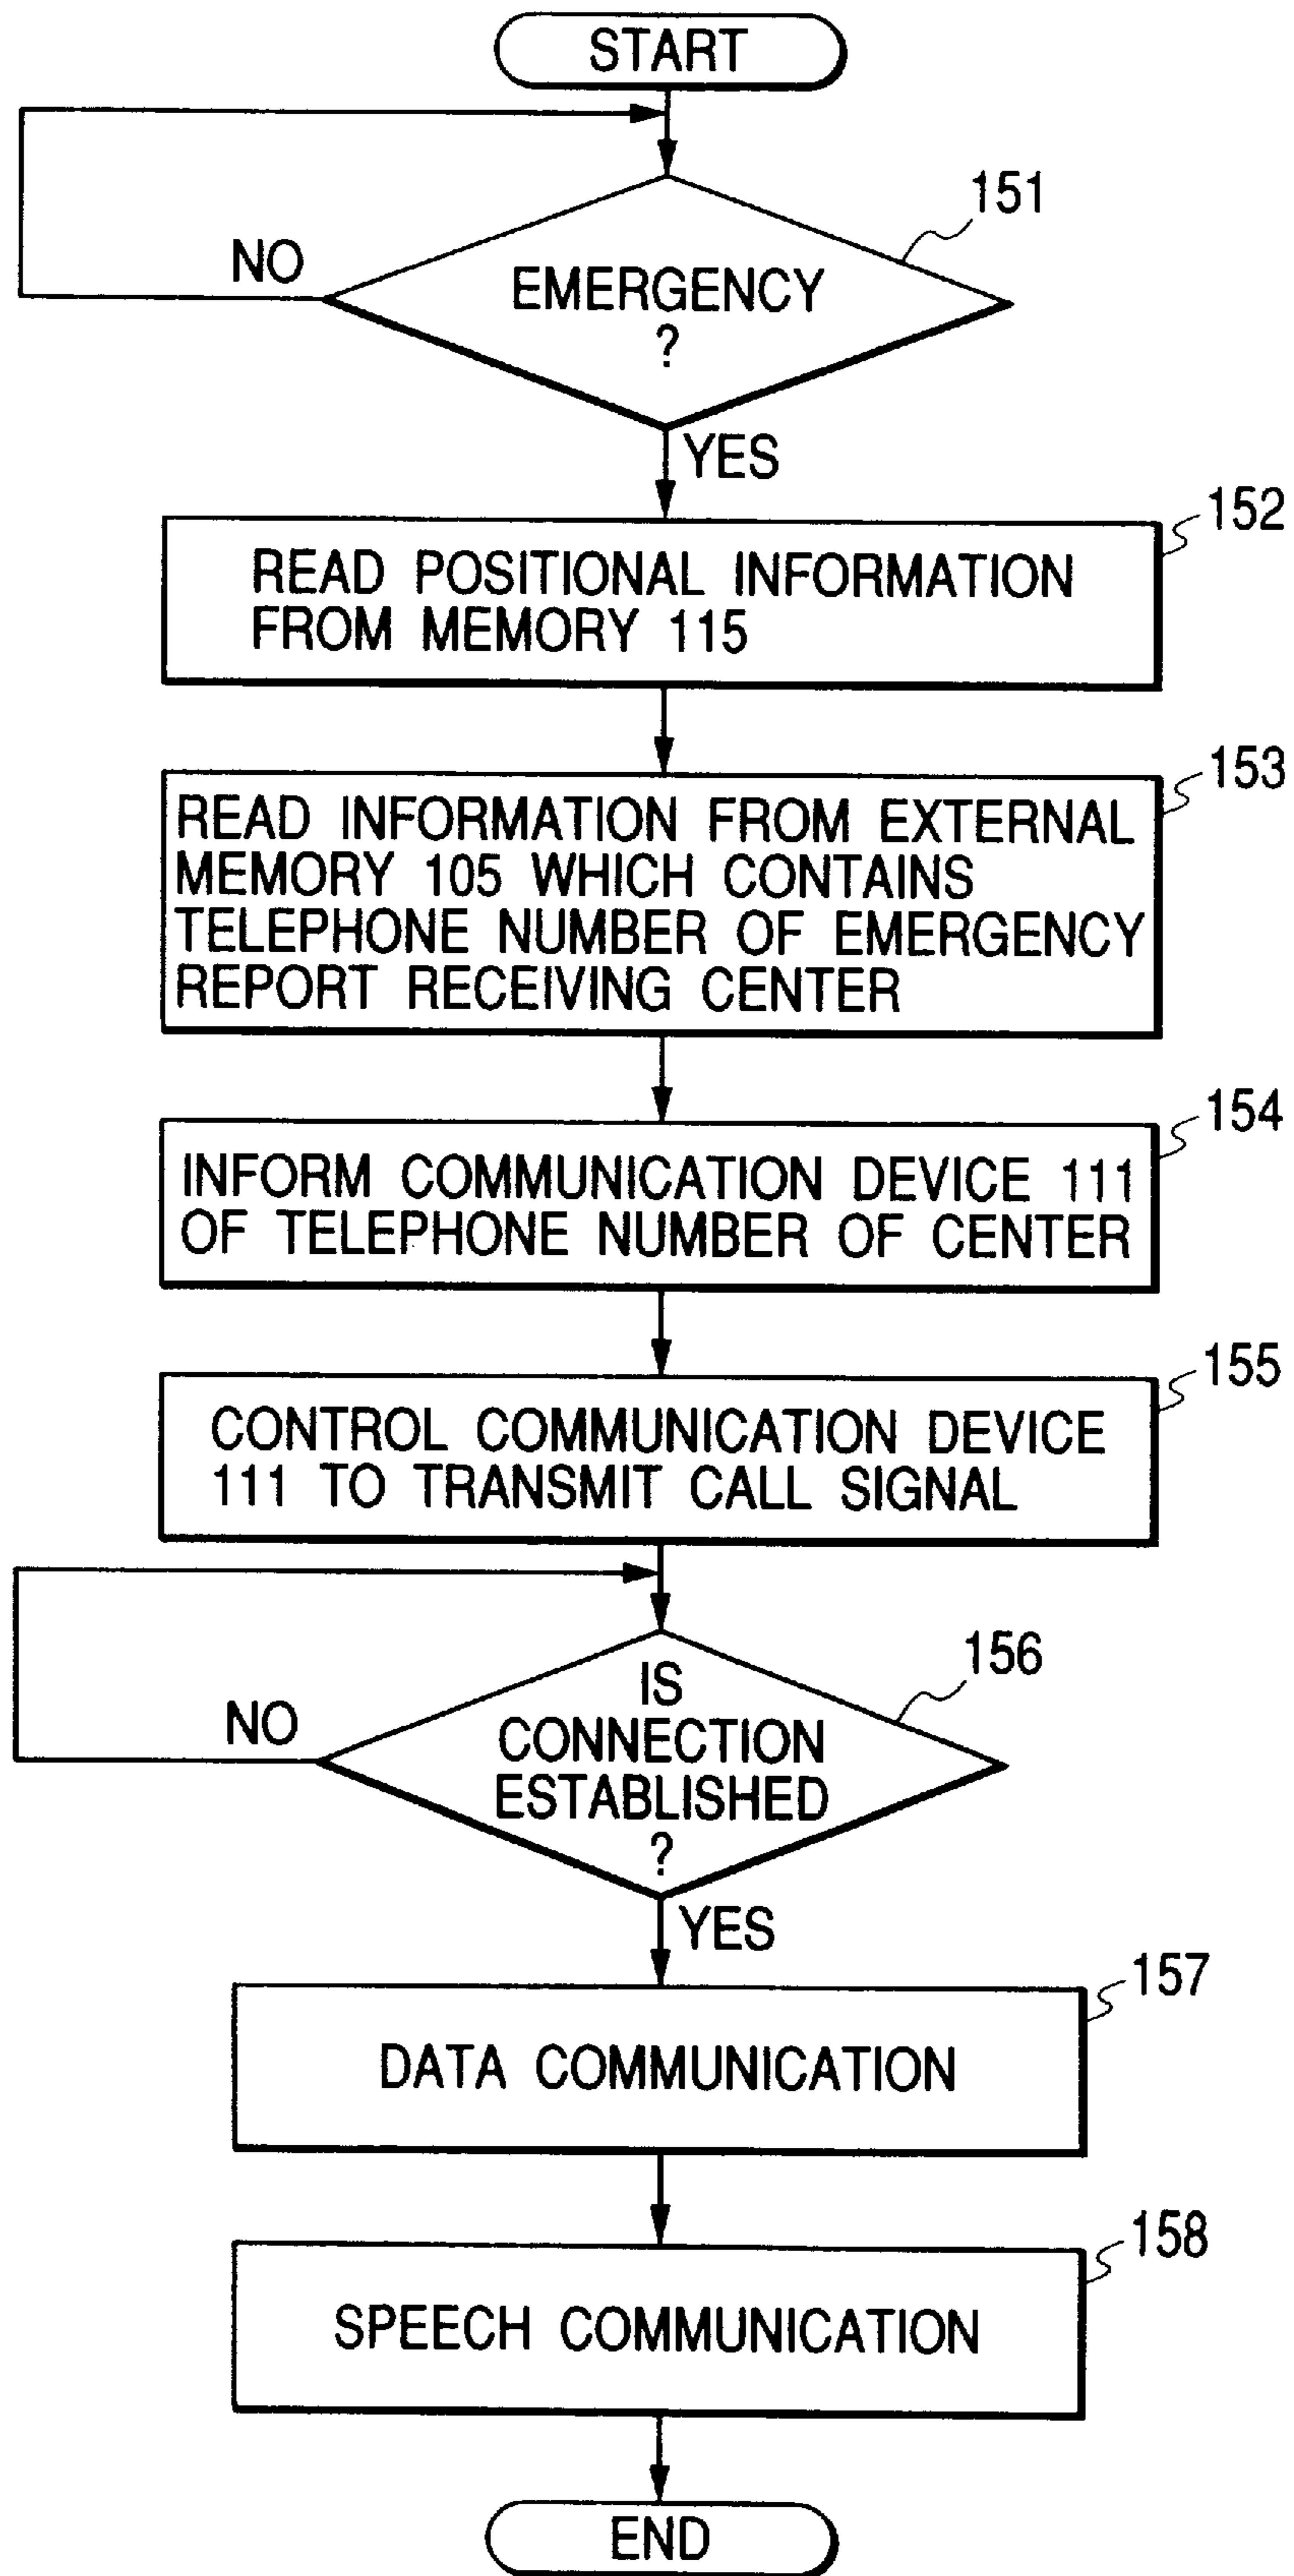 START
151
NO
EMERGENCY
?
YES
152
READ POSITIONAL INFORMATION
FROM MEMORY 115
153
READ INFORMATION FROM EXTERNAL
MEMORY 105 WHICH CONTAINS
TELEPHONE NUMBER OF EMERGENCY
REPORT RECEIVING CENTER
154
INFORM COMMUNICATION DEVICE 111
OF TELEPHONE NUMBER OF CENTER
155
CONTROL COMMUNICATION DEVICE
111 TO TRANSMIT CALL SIGNAL
156
NO
IS
CONNECTION
ESTABLISHED
?
YES
157
DATA COMMUNICATION
158
SPEECH COMMUNICATION
END